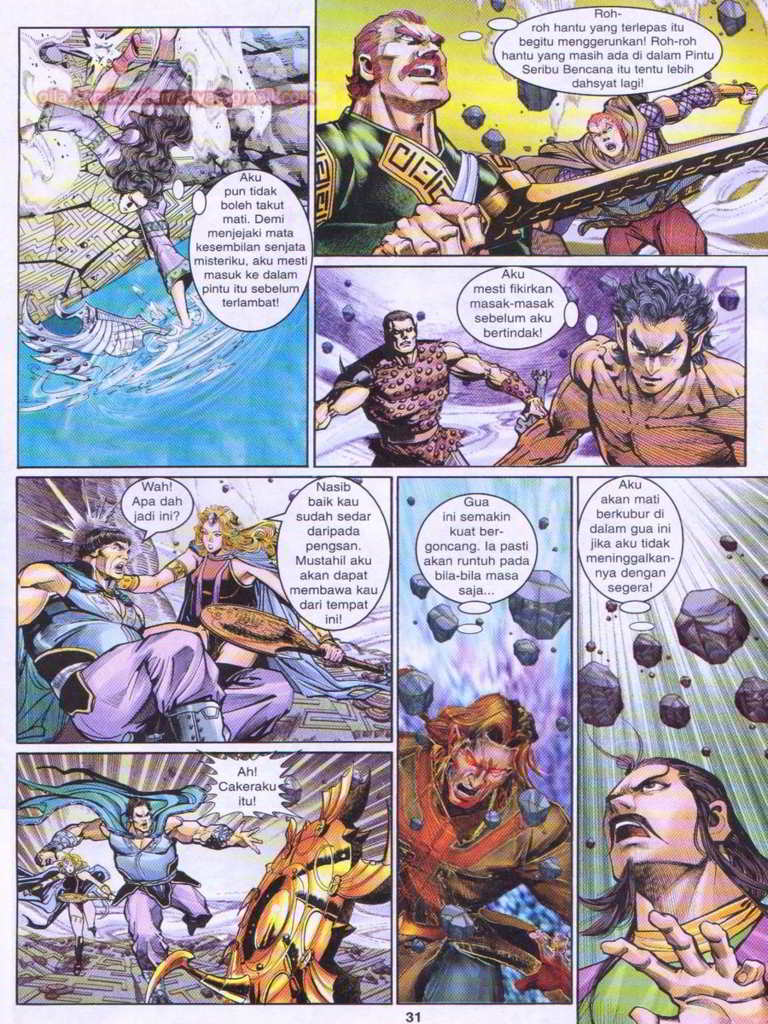 Aku
pun tidak
boleh takut
mati. Demi
menjejaki mata
kesembilan senjata
misteriku, aku mesti
masuk ke dalam
pintu itu sebelum
terlambat!
Roh-
roh hantu yang terlepas itu
begitu menggerunkan! Roh-roh
hantu yang masih ada di dalam Pintu
Seribu Bencana itu tentu lebih
dahsyat lagi!
Aku
mesti fikirkan
masak-masak
sebelum aku
bertindak!
Wah!
Apa dah
jadi ini?
Nasib
baik kau
sudah sedar
daripada
pengsan.
Mustahil aku
akan dapat
membawa kau
dari tempat
ini!
Ah!
Cakeraku
itu!
Gua
ini semakin
kuat ber-
goncang. Ia pasti
akan runtuh pada
bila-bila masa
saja...
Aku
akan mati
berkubur di
dalam gua ini
jika aku tidak
meninggalkan-
nya dengan
segera!
31